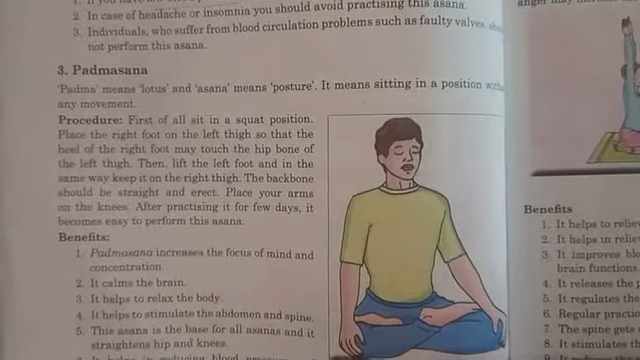 2. In case of headache or insomnia you should avoid practising this asana.
3. Individuals, who suffer from blood circulation problems such as faulty valves,
not perform this asana.
3. Padmasana
'Padma' means 'lotus' and 'asana' means 'posture'. It means sitting in a position
any movement.
Procedure: First of all sit in a squat position.
Place the right foot on the left thigh so that the
heel of the right foot may touch the hip bone of
the left thigh. Then, lift the left foot and in the
same way keep it on the right thigh. The backbone
should be straight and erect. Place your arms
on the knees. After practising it for few days, it
becomes easy to perform this asana.
Benefits:
1. Padmasana increases the focus of mind and
concentration.
2. It calms the brain.
3. It helps to relax the body.
4. It helps to stimulate the abdomen and spine.
5. This asana is the base for all asanas and it
straightens hip and knees.
Benefits
1. It helps to
2. It helps in
3. It improves
brain functions
4. It releases the
5. It regulates
6. Regular
7. The spine gets
8. It stimulates